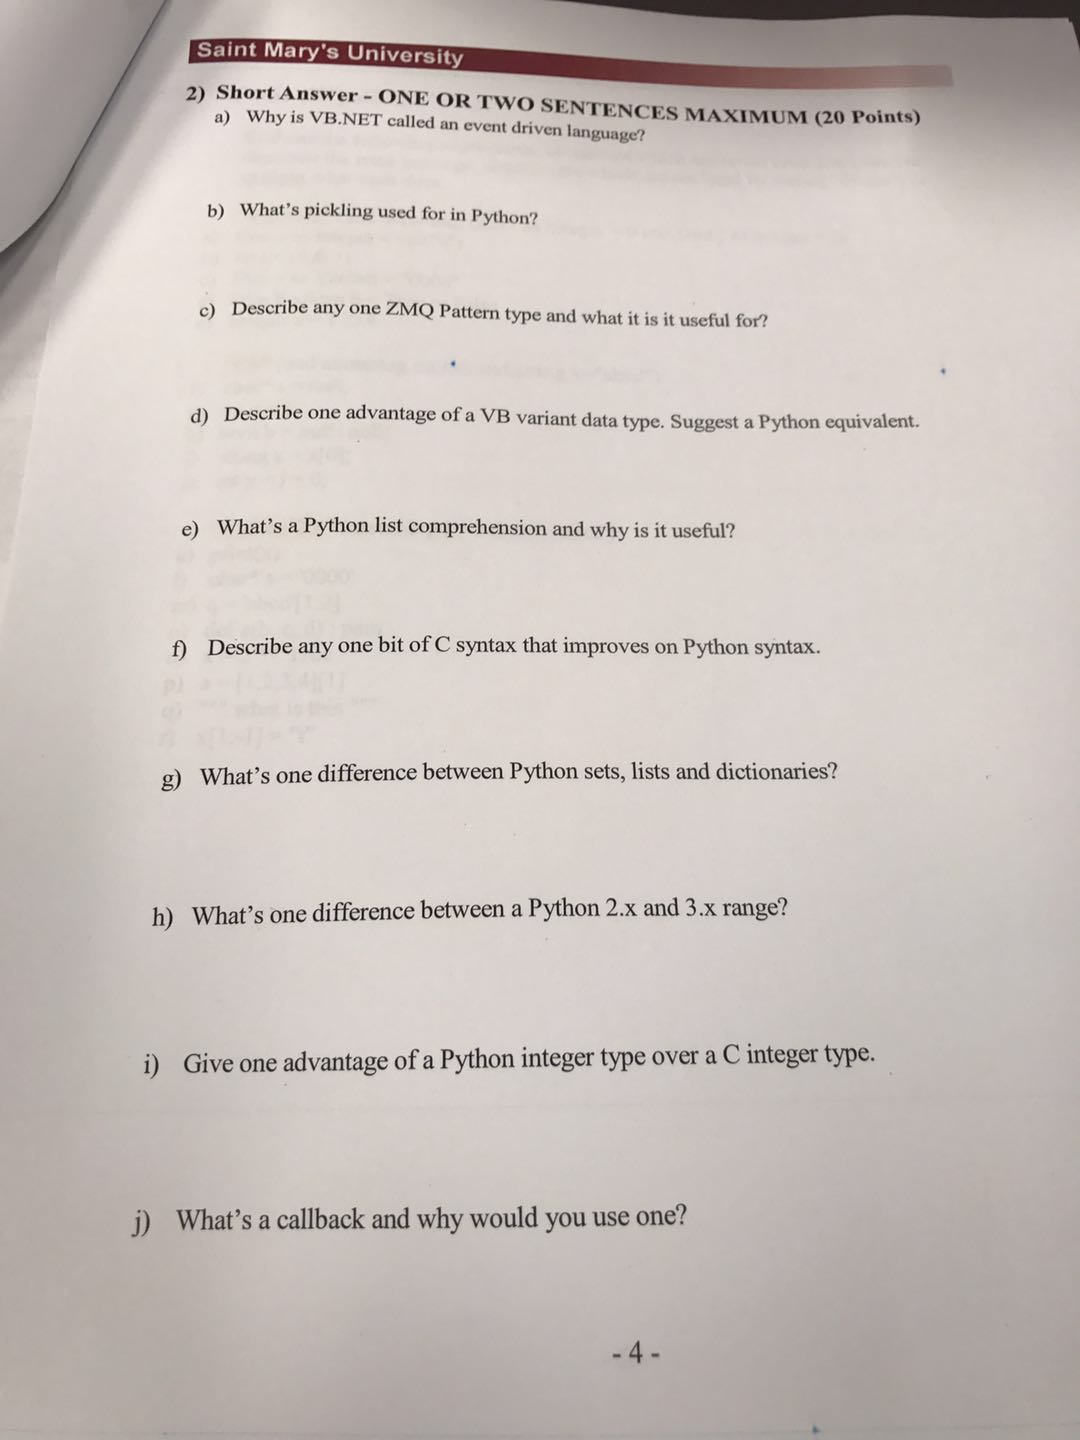 Saint Mary's University
2) Short Answer - ONE OR TWO SENTENCES MAXIMUM (20 Points)
a) Why is VB.NET called an event driven language?
b) What's pickling used for in Python?
c) Describe any one ZMQ Pattern type and what it is it useful for?
d) Describe one advantage of a VB variant data type. Suggest a Python equivalent.
e) What's a Python list comprehension and why is it useful?
f) Describe any one bit of C syntax that improves on Python syntax.
g) What's one difference between Python sets, lists and dictionaries?
h) What's one difference between a Python 2.x and 3.x range?
i) Give one advantage of a Python integer type over a C integer type.
j) What's a callback and why would you use one?
- 4 -